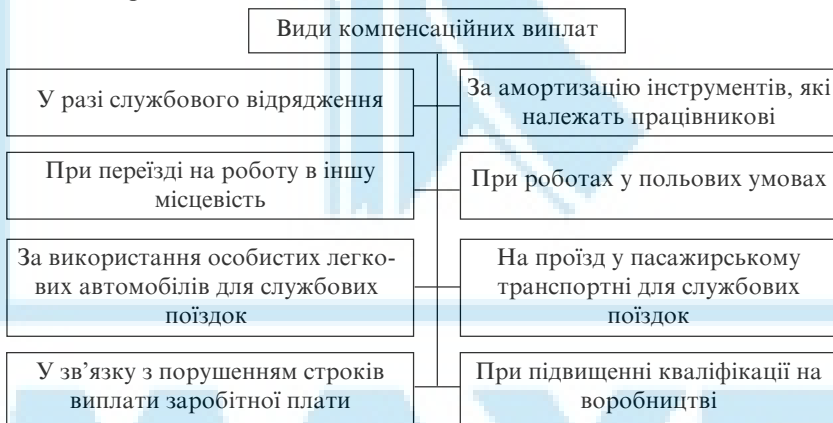 Види компенсаційних виплат
У разі службового відрядження
За амортизацію інструментів, які
належать працівникові
При переїзді на роботу в іншу
місцевість
При роботах у польових умовах
За використання особистих легко-
вих автомобілів для службових
поїздок
На проїзд у пасажирському
транспортні для службових
поїздок
У зв’язку з порушенням строків
виплати заробітної плати
При підвищенні кваліфікації на
воробництві